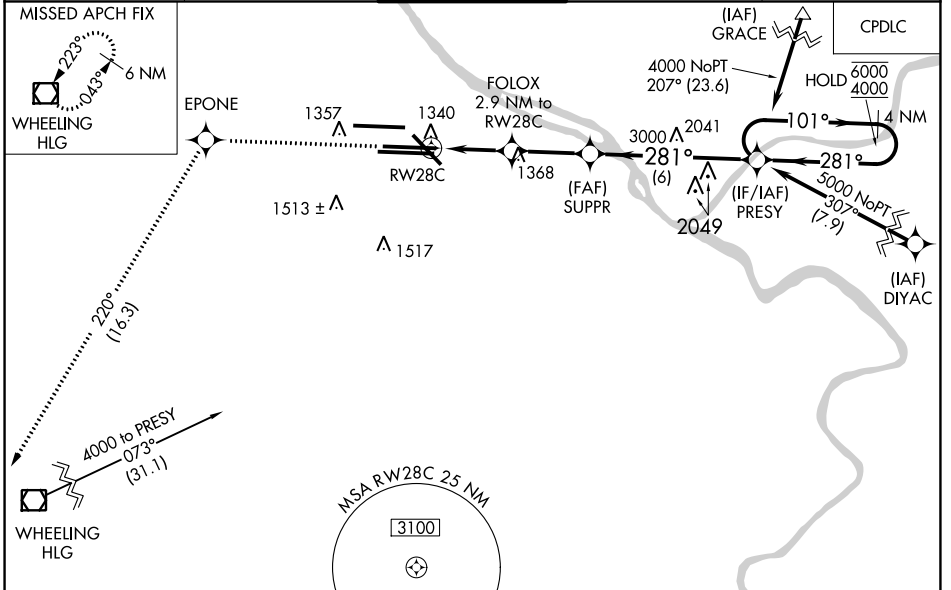 MISSED APCH FIX
223°
043°
6 NM
WHEELING
HLG
EPONE
1357
1340
RW28C
1513 ±
1517
FOLOX
2.9 NM to
RW28C
1368
(FAF)
SUPPR
3000
2041
281°
(6)
2049
(IAF)
GRACE
4000 NoPT
207° (23.6)
CPDLC
HOLD
6000
4000
4 NM
101°
281°
(IF/IAF)
PRESY
5000 NoPT
307°
(7.9)
(IAF)
DIYAC
220°
(16.3)
4000 to PRESY
073°
(31.1)
WHEELING
HLG
MSA RW28C 25 NM
3100